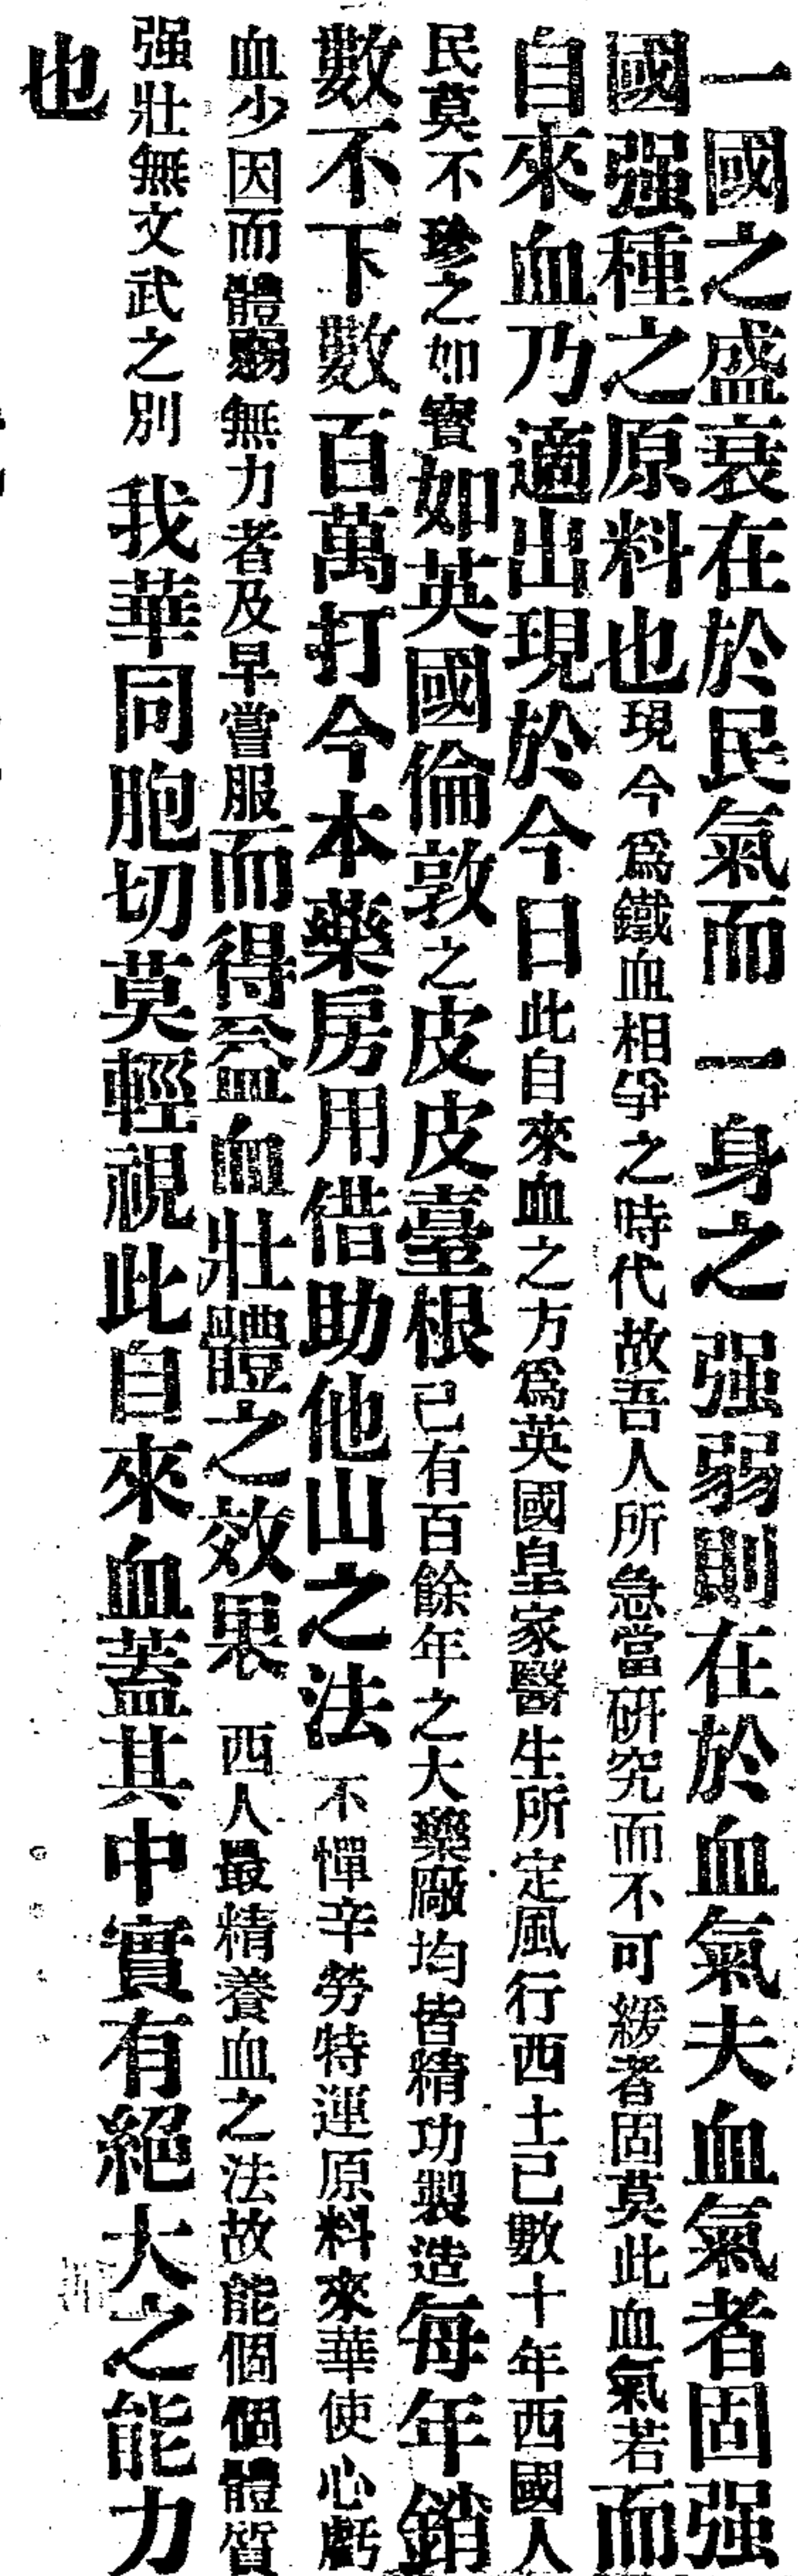 一國之盛衰在於民氣而一身之强弱則在於血氣夫血氣者固强
國强種之原料也現今爲鐵血相爭之時代故吾人所急當硏究而不可緩者固莫此血氣若而
自來血乃適出現於今日此自來血之方爲英國皇家醫生所定風行西土已數十年西國人
民莫不珍之如寳如英國倫敦之皮皮臺根已有百餘年之大藥廠均皆精功製造每年銷
數不下數百萬打今本藥房用借助他山之法不憚辛勞特運原料來華使心虧
血少因而體弱無力者及早嘗服而得益血壯體之效果西人最精養血之法故能個個體質
强壯無文武之別我華同胞切莫輕視此自來血蓋其中實有絕大之能力
也